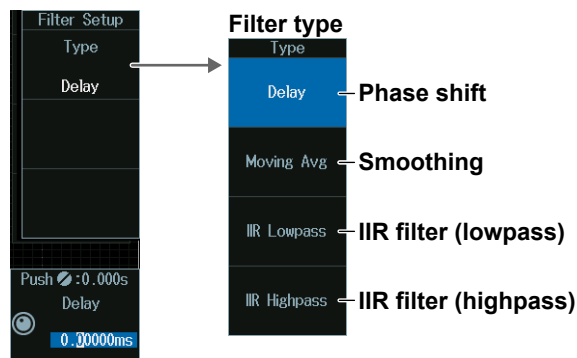 Filter Setup
Type
Delay
Push :0.000s
Delay
0.00000ms
Filter type
Type
Delay
Phase shift
Moving Avg
Smoothing
IIR Lowpass
IIR filter (lowpass)
IIR Highpass
IIR filter (highpass)